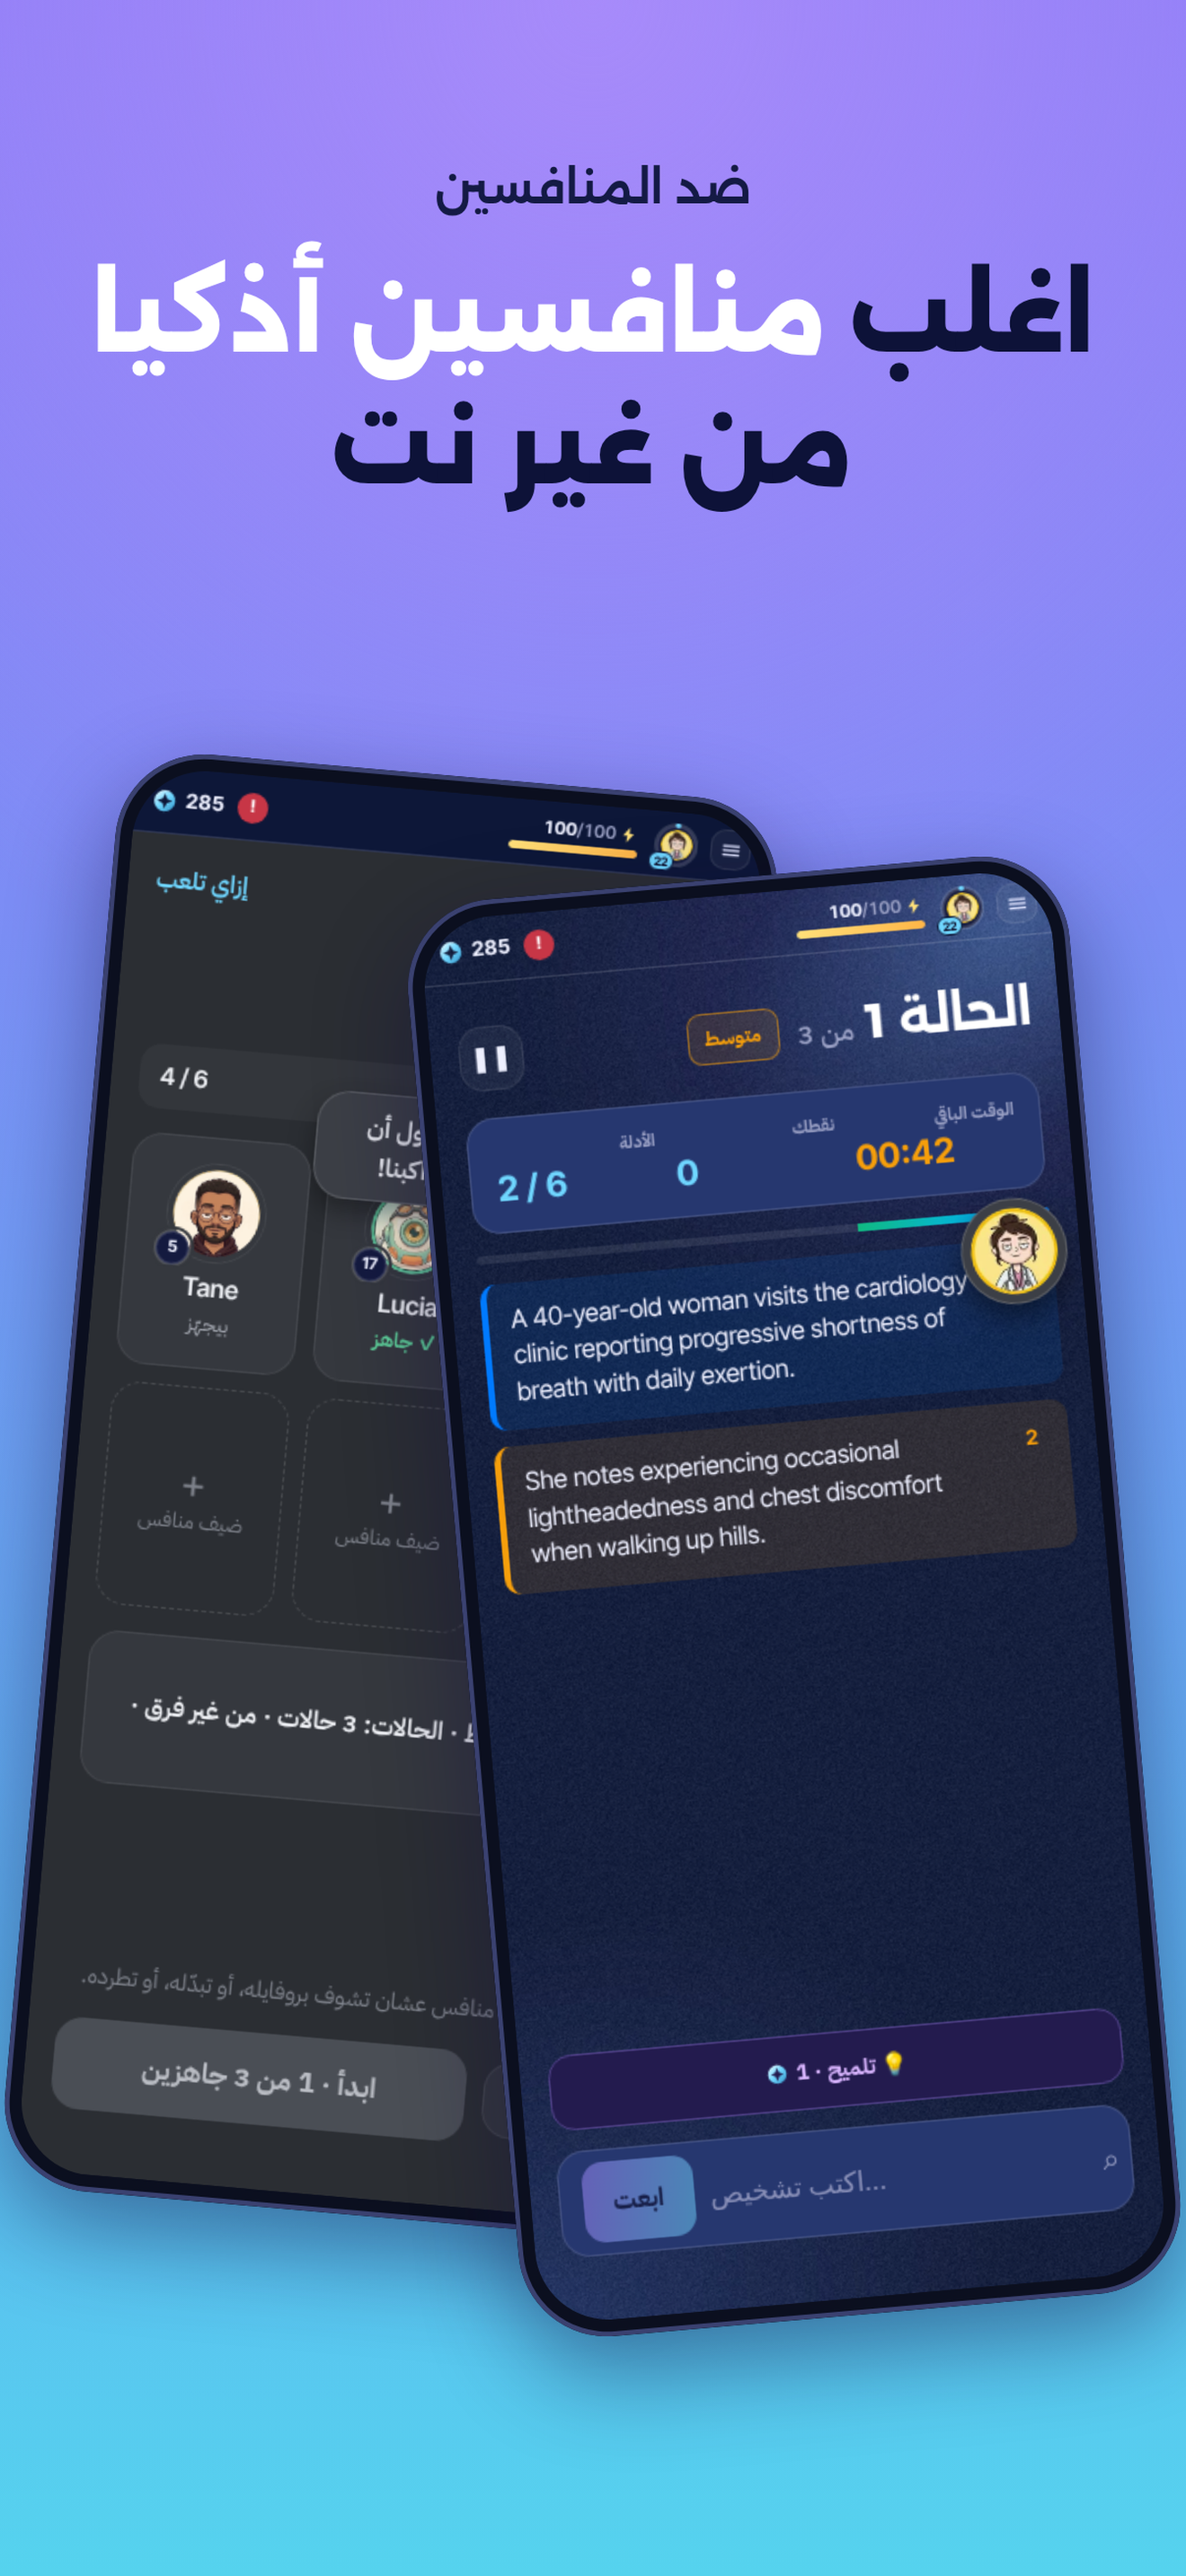 ضد المنافسين
اغلب منافسين أذكيا
من غير نت
285 !
100/100
22
إزاي تلعب
4/6
ول أن
اكبنا!
5
Tane
بيجهّز
17
Lucia
✓ جاهز
+
ضيف منافس
+
ضيف منافس
· الحالات: 3 حالات · من غير فرق ·
منافس عشان تشوف بروفايله، أو تبدّله، أو تطرده.
ابدأ · 1 من 3 جاهزين
285 !
100/100
22
الحالة 1 من 3
متوسط
الوقت الباقي
00:42
نقطك
0
الأدلة
2/6
A 40-year-old woman visits the cardiology
clinic reporting progressive shortness of
breath with daily exertion.
2
She notes experiencing occasional
lightheadedness and chest discomfort
when walking up hills.
تلميح · 1
اكتب تشخيص...
ابعت